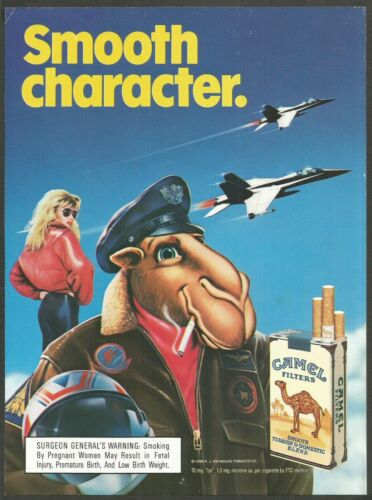 Smooth
character.
CAMEL
FILTERS
SMOOTH
TURKISH & DOMESTIC
BLEND
CAMEL
SURGEON GENERAL'S WARNING: Smoking
By Pregnant Women May Result in Fetal
Injury, Premature Birth, And Low Birth Weight.
R. J. REYNOLDS TOBACCO CO.
16 mg. "tar", 1.0 mg. nicotine av. per cigarette by FTC method.